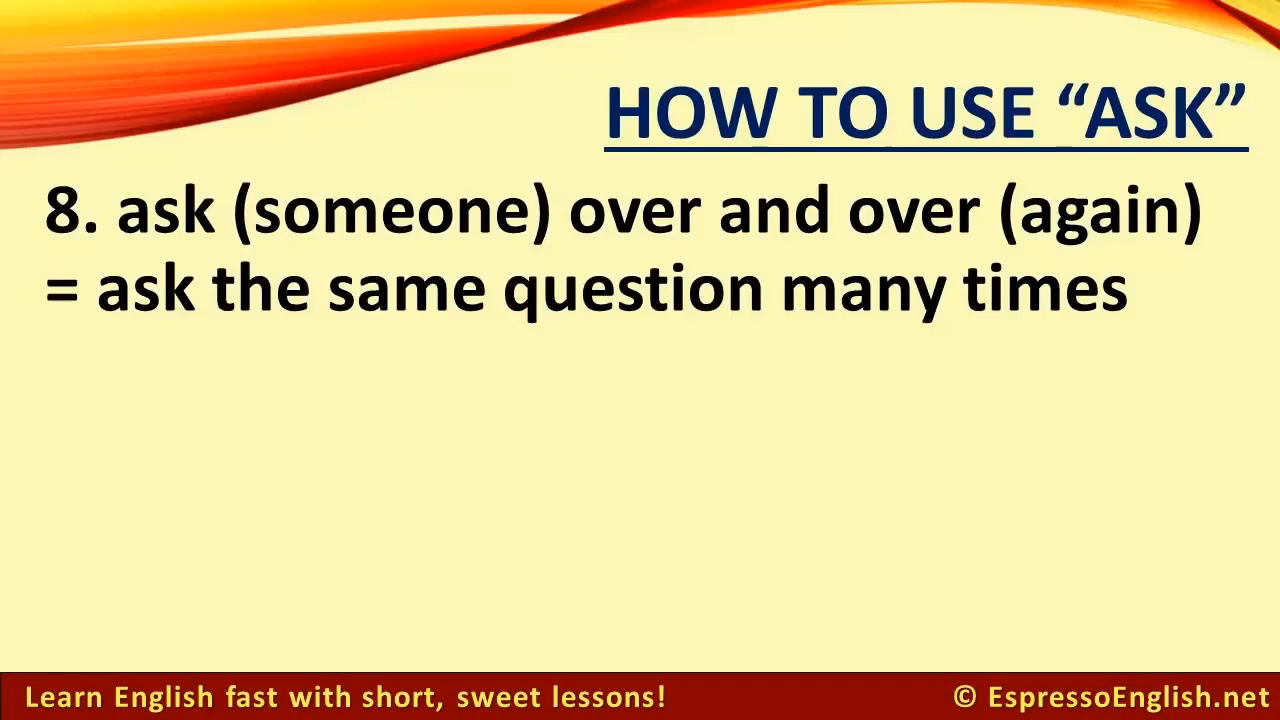 HOW TO USE “ASK”
8. ask (someone) over and over (again)
= ask the same question many times
Learn English fast with short, sweet lessons!
© EspressoEnglish.net